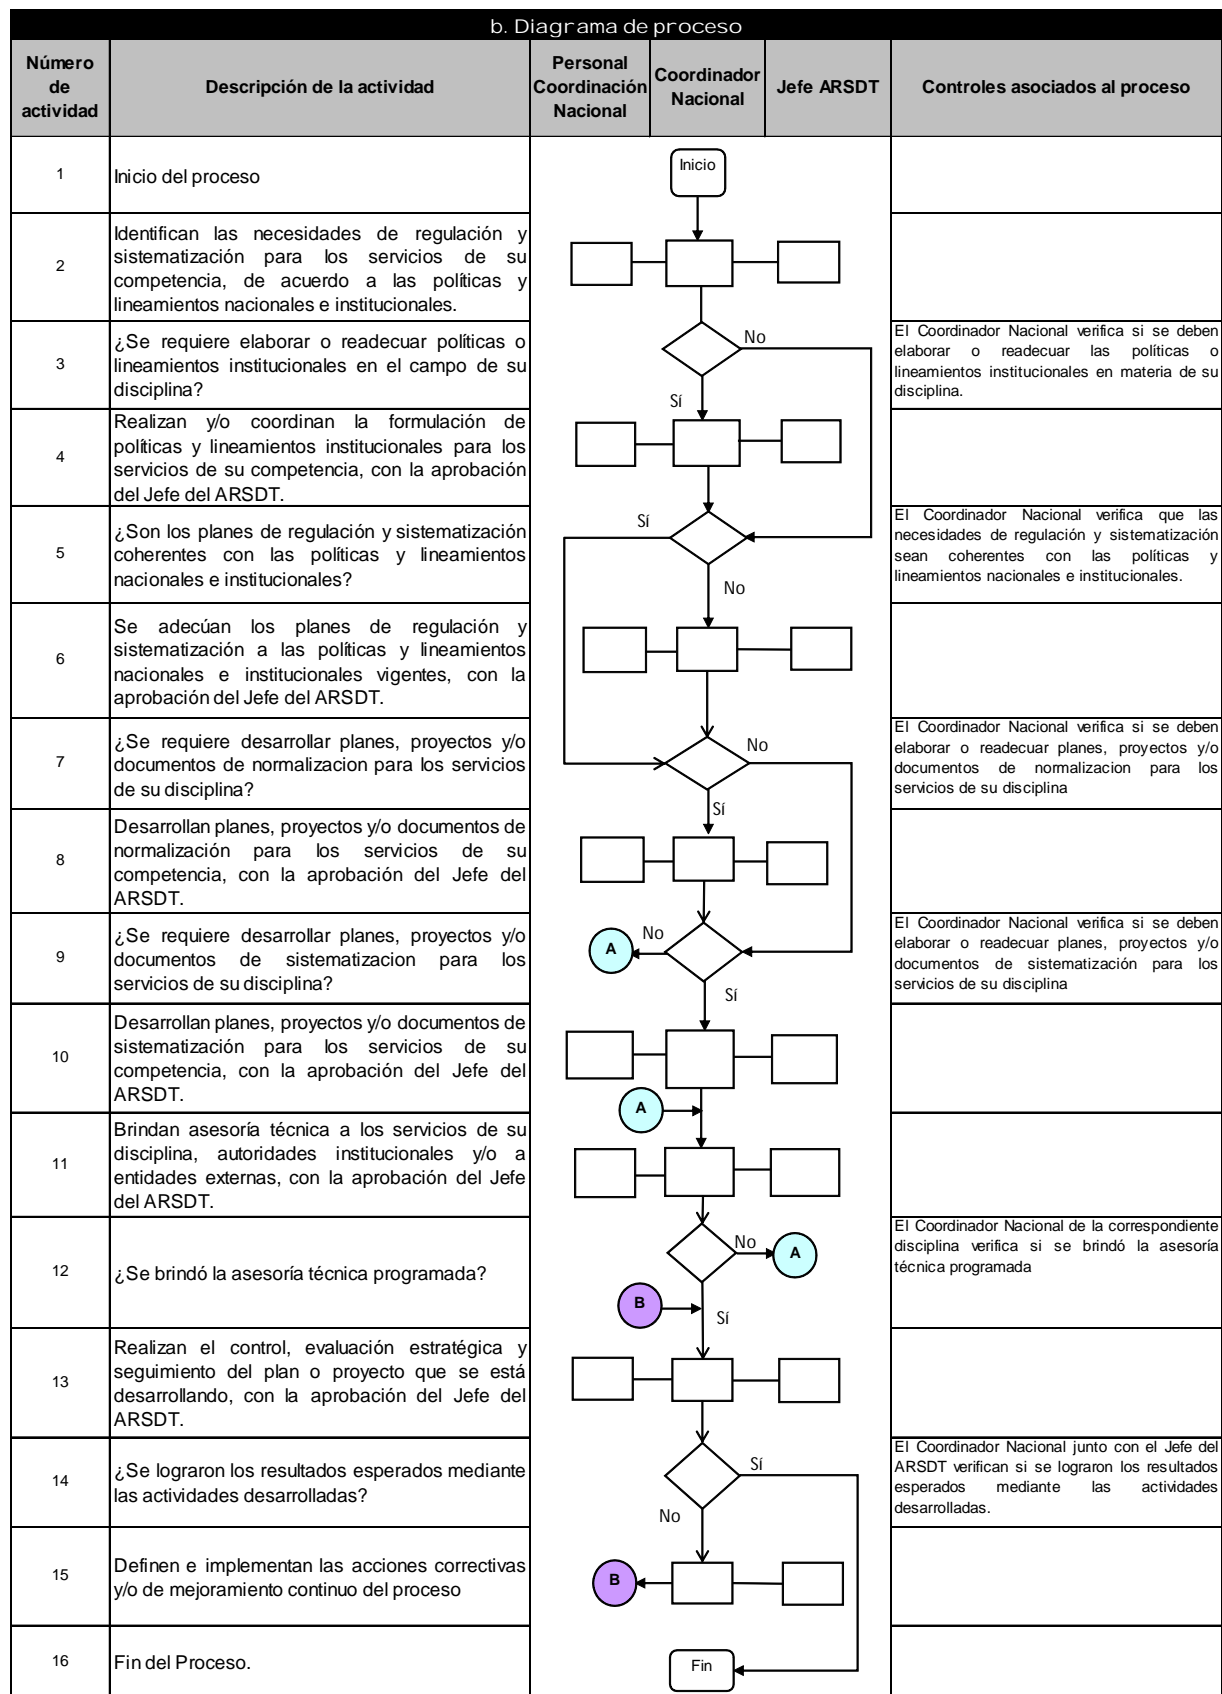 b. Diagrama de proceso
Número de actividad
Descripción de la actividad
Personal Coordinación Nacional
Coordinador Nacional
Jefe ARSDT
Controles asociados al proceso
1
Inicio del proceso
Inicio
2
Identifican las necesidades de regulación y
sistematización para los servicios de su
competencia, de acuerdo a las políticas y
lineamientos nacionales e institucionales.
3
¿Se requiere elaborar o readecuar políticas o
lineamientos institucionales en el campo de su
disciplina?
No
Sí
El Coordinador Nacional verifica si se deben
elaborar o readecuar las políticas o
lineamientos institucionales en materia de su
disciplina.
4
Realizan y/o coordinan la formulación de
políticas y lineamientos institucionales para los
servicios de su competencia, con la aprobación
del Jefe del ARSDT.
5
¿Son los planes de regulación y sistematización
coherentes con las políticas y lineamientos
nacionales e institucionales?
Sí
No
El Coordinador Nacional verifica que las
necesidades de regulación y sistematización
sean coherentes con las políticas y
lineamientos nacionales e institucionales.
6
Se adecúan los planes de regulación y
sistematización a las políticas y lineamientos
nacionales e institucionales vigentes, con la
aprobación del Jefe del ARSDT.
7
¿Se requiere desarrollar planes, proyectos y/o
documentos de normalizacion para los servicios
de su disciplina?
No
Sí
El Coordinador Nacional verifica si se deben
elaborar o readecuar planes, proyectos y/o
documentos de normalizacion para los
servicios de su disciplina
8
Desarrollan planes, proyectos y/o documentos de
normalización para los servicios de su
competencia, con la aprobación del Jefe del
ARSDT.
9
¿Se requiere desarrollar planes, proyectos y/o
documentos de sistematizacion para los
servicios de su disciplina?
A
No
Sí
El Coordinador Nacional verifica si se deben
elaborar o readecuar planes, proyectos y/o
documentos de sistematización para los
servicios de su disciplina
10
Desarrollan planes, proyectos y/o documentos de
sistematización para los servicios de su
competencia, con la aprobación del Jefe del
ARSDT.
A
11
Brindan asesoría técnica a los servicios de su
disciplina, autoridades institucionales y/o a
entidades externas, con la aprobación del Jefe
del ARSDT.
12
¿Se brindó la asesoría técnica programada?
No
A
B
Sí
El Coordinador Nacional de la correspondiente
disciplina verifica si se brindó la asesoría
técnica programada
13
Realizan el control, evaluación estratégica y
seguimiento del plan o proyecto que se está
desarrollando, con la aprobación del Jefe del
ARSDT.
14
¿Se lograron los resultados esperados mediante
las actividades desarrolladas?
Sí
No
El Coordinador Nacional junto con el Jefe del
ARSDT verifican si se lograron los resultados
esperados mediante las actividades
desarrolladas.
15
Definen e implementan las acciones correctivas
y/o de mejoramiento continuo del proceso
B
16
Fin del Proceso.
Fin